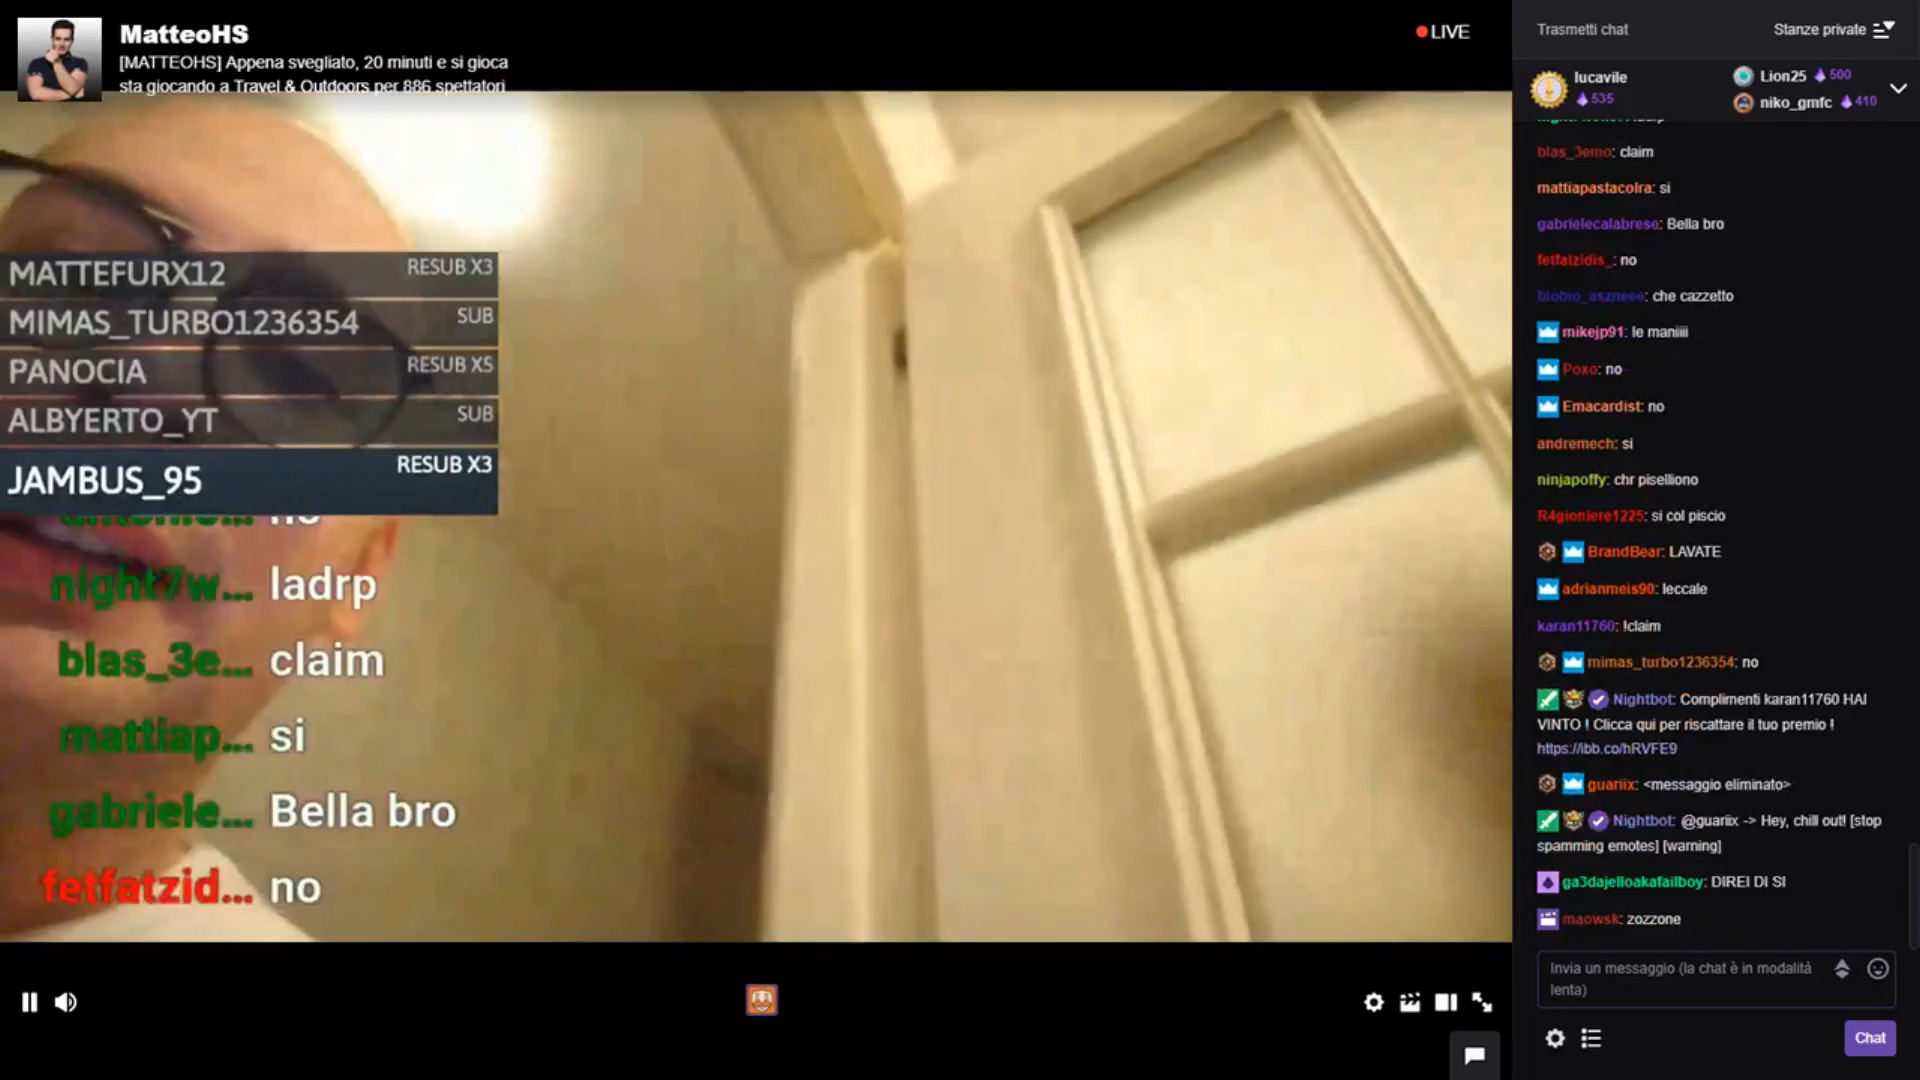 MatteoHS
[MATTEOHS] Appena svegliato, 20 minuti e si gioca
sta giocando a Travel & Outdoors per 886 spettatori
LIVE
MATTEFURX12 RESUB X3
MIMAS_TURBO1236354 SUB
PANOCIA RESUB X5
ALBYERTO_YT SUB
JAMBUS_95 RESUB X3
no
night7w... ladrp
blas_3e... claim
mattiap... si
gabriele... Bella bro
fetfatzid... no
Trasmetti chat
Stanze private
lucavile
535
Lion25 500
niko_gmfc 410
blas_3emo: claim
mattiapastacolra: si
gabrielecalabrese: Bella bro
fetfatzidis_: no
blobio_aszneee: che cazzetto
mikejp91: le maniiii
Poxo: no
Emacardist: no
andremech: si
ninjapoffy: chr piselliono
R4gioniere1225: si col piscio
BrandBear: LAVATE
adrianmeis90: leccale
karan11760: !claim
mimas_turbo1236354: no
Nightbot: Complimenti karan11760 HAI
VINTO ! Clicca qui per riscattare il tuo premio !
https://ibb.co/hRVFE9
guariix: <messaggio eliminato>
Nightbot: @guariix -> Hey, chill out! [stop
spamming emotes] [warning]
ga3dajelloakafailboy: DIREI DI SI
maowsk: zozzone
Invia un messaggio (la chat è in modalità
lenta)
Chat